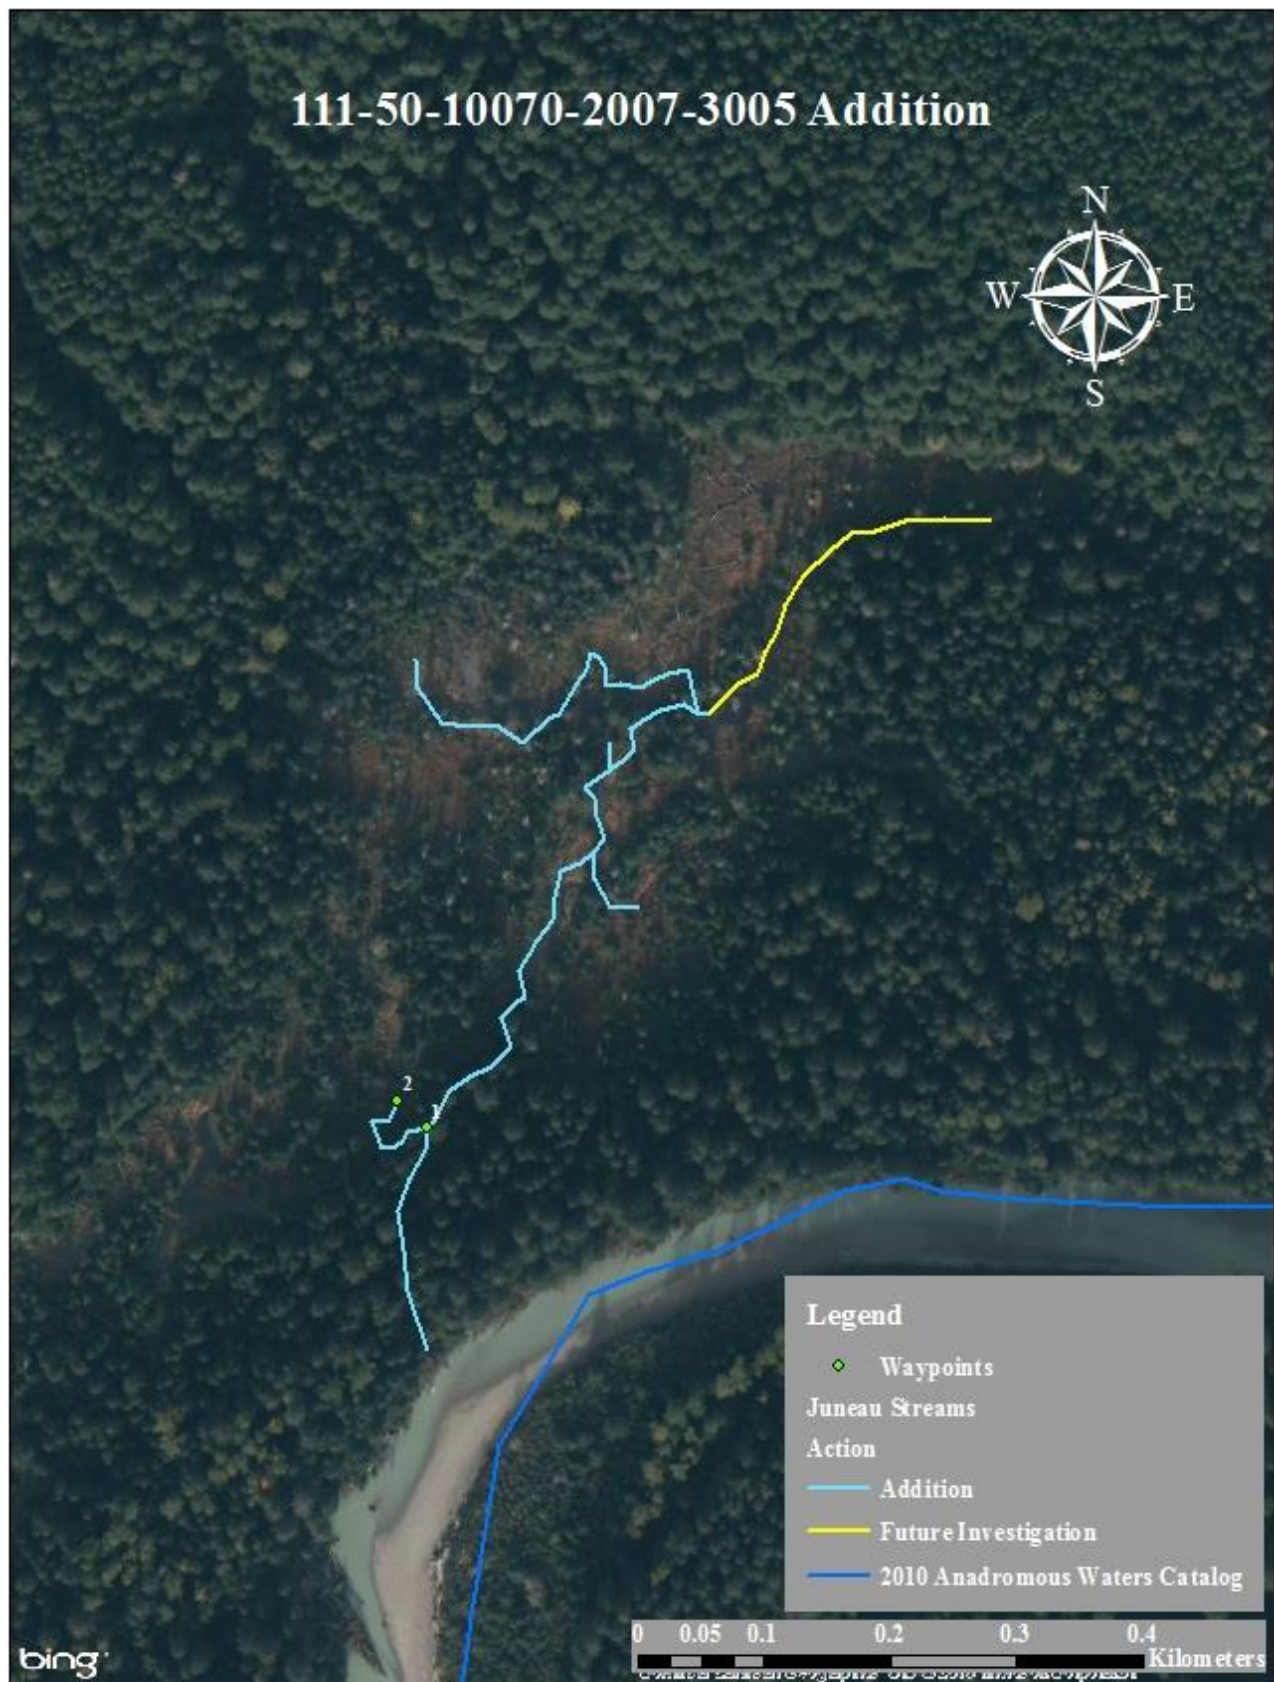 111-50-10070-2007-3005 Addition
N
W E
S
2
1
Legend
Waypoints
Juneau Streams
Action
Addition
Future Investigation
2010 Anadromous Waters Catalog
0 0.05 0.1 0.2 0.3 0.4
Kilometers
bing